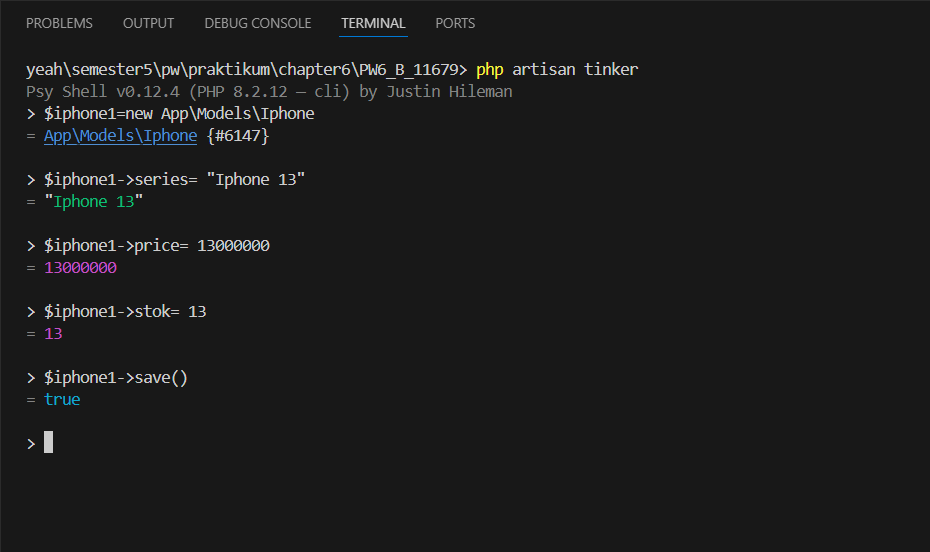 PROBLEMS OUTPUT DEBUG CONSOLE TERMINAL PORTS
yeah\semester5\pw\praktikum\chapter6\PW6_B_11679> php artisan tinker
Psy Shell v0.12.4 (PHP 8.2.12 — cli) by Justin Hileman
> $iphone1=new App\Models\Iphone
= App\Models\Iphone {#6147}
> $iphone1->series= "Iphone 13"
= "Iphone 13"
> $iphone1->price= 13000000
= 13000000
> $iphone1->stok= 13
= 13
> $iphone1->save()
= true
>